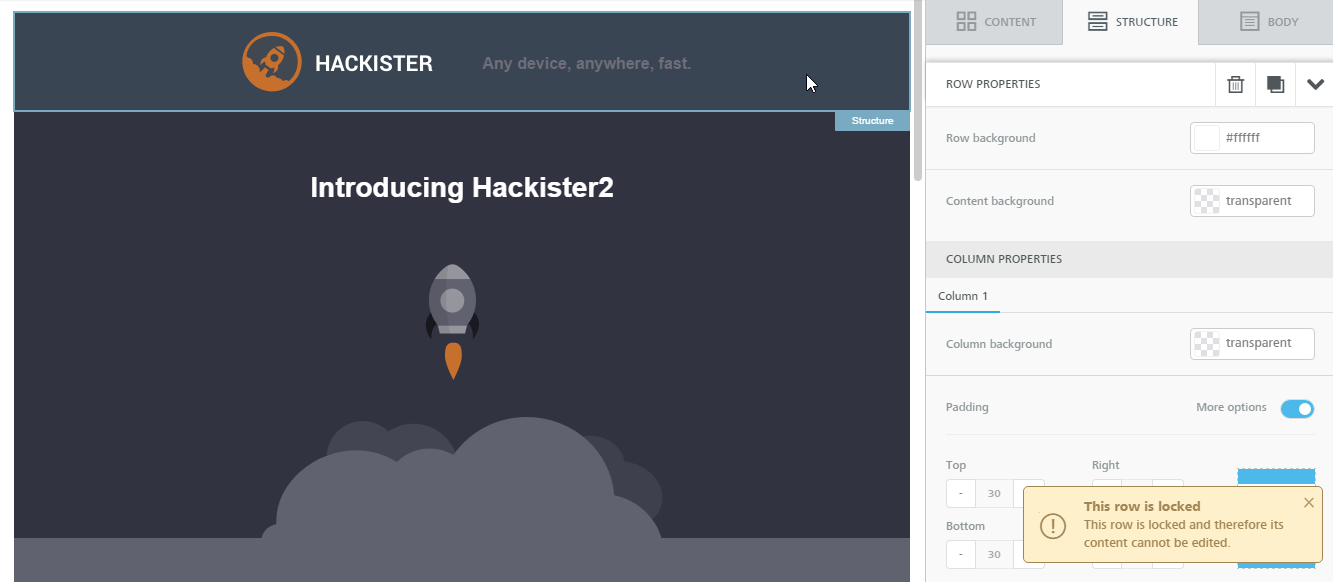 HACKISTER
Any device, anywhere, fast.
Structure
Introducing Hackister2
CONTENT
STRUCTURE
BODY
ROW PROPERTIES
Row background
#ffffff
Content background
transparent
COLUMN PROPERTIES
Column 1
Column background
transparent
Padding
More options
Top
Right
- 30
Bottom
- 30
This row is locked
This row is locked and therefore its
content cannot be edited.